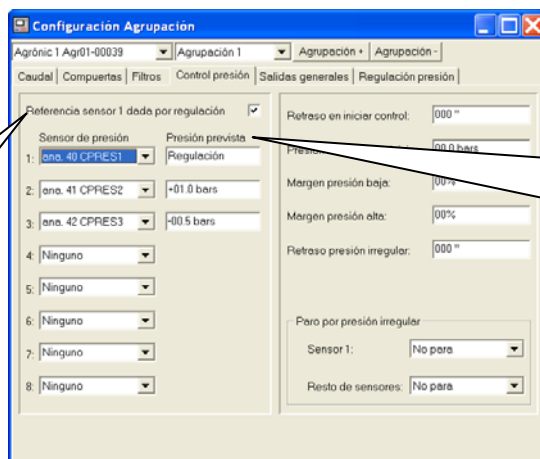 Configuración Agrupación
Agrónic 1 Agr01-00039 Agrupación 1 Agrupación + Agrupación -
Caudal Compuertas Filtros Control presión Salidas generales Regulación presión
Referencia sensor 1 dada por regulación
Sensor de presión Presión prevista
1: ana. 40 CPRES1 Regulación
2: ana. 41 CPRES2 +01.0 bars
3: ana. 42 CPRES3 -00.5 bars
4: Ninguno
5: Ninguno
6: Ninguno
7: Ninguno
8: Ninguno
Retraso en iniciar control: 000 "
00.0 bars
Margen presión baja: 00%
Margen presión alta: 00%
Retraso presión irregular: 000 "
Paro por presión irregular
Sensor 1: No para
Resto de sensores: No para